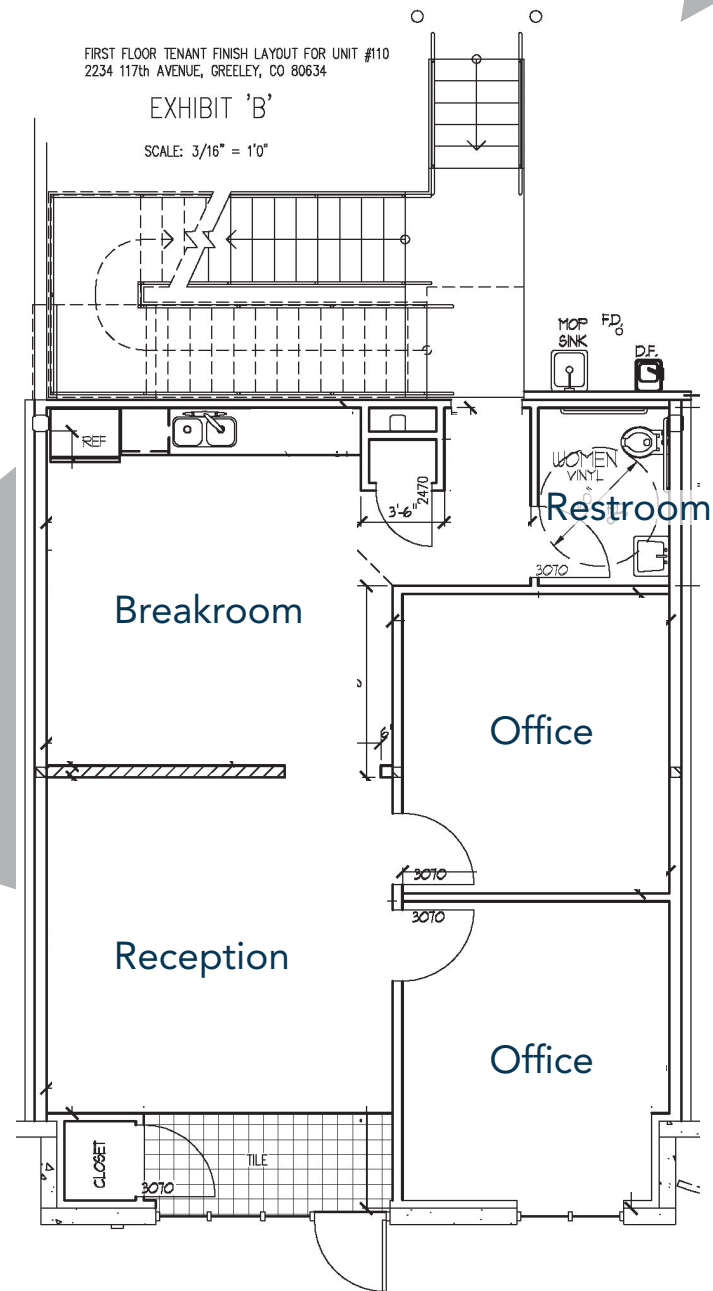 FIRST FLOOR TENANT FINISH LAYOUT FOR UNIT #110
2234 117th AVENUE, GREELEY, CO 80634
EXHIBIT 'B'
SCALE: 3/16" = 1'0"
MOP
SINK
F.D.
D.F.
REF
WOMEN
VINYL
3'-6"
2470
Restroom
3070
Breakroom
Office
6"
3070
3070
Reception
Office
CLOSET
3070
TILE